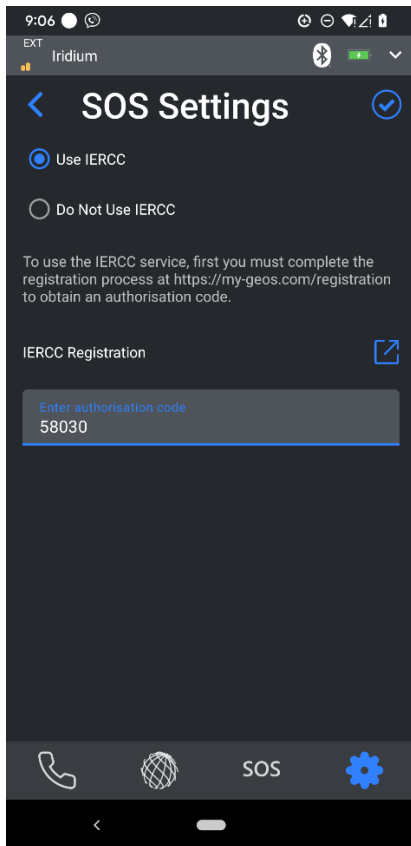 9:06
EXT
Iridium
SOS Settings
Use IERCC
Do Not Use IERCC
To use the IERCC service, first you must complete the
registration process at https://my-geos.com/registration
to obtain an authorisation code.
IERCC Registration
Enter authorisation code
58030
SOS